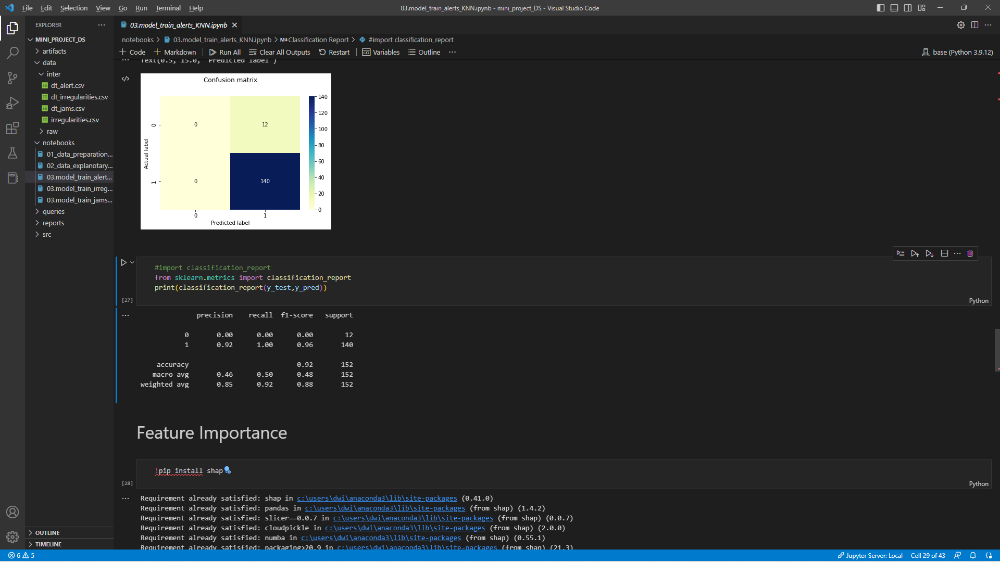 File Edit Selection View Go Run Terminal Help
03.model_train_alerts_KNN.ipynb - mini_project_DS - Visual Studio Code
EXPLORER
MINI_PROJECT_DS
artifacts
data
inter
dt_alert.csv
dt_irregularities.csv
dt_jams.csv
irregularities.csv
raw
notebooks
01_data_preparation...
02_data_explanotary...
03.model_train_alert...
03.model_train_irreg...
03.model_train_jams...
queries
reports
src
OUTLINE
TIMELINE
03.model_train_alerts_KNN.ipynb
notebooks > 03.model_train_alerts_KNN.ipynb > M↓Classification Report > #import classification_report
+ Code + Markdown Run All Clear All Outputs Restart Variables Outline ...
base (Python 3.9.12)
Text(0.5, 15.0, 'Predicted label')
Confusion matrix
0 12
0 140
Actual label
0
1
0 1
Predicted label
140
120
100
80
60
40
20
0
#import classification_report
from sklearn.metrics import classification_report
print(classification_report(y_test,y_pred))
[27]
Python
precision recall f1-score support
0 0.00 0.00 0.00 12
1 0.92 1.00 0.96 140
accuracy 0.92 152
macro avg 0.46 0.50 0.48 152
weighted avg 0.85 0.92 0.88 152
Feature Importance
!pip install shap
[28]
Python
Requirement already satisfied: shap in c:\users\dwi\anaconda3\lib\site-packages (0.41.0)
Requirement already satisfied: pandas in c:\users\dwi\anaconda3\lib\site-packages (from shap) (1.4.2)
Requirement already satisfied: slicer==0.0.7 in c:\users\dwi\anaconda3\lib\site-packages (from shap) (0.0.7)
Requirement already satisfied: cloudpickle in c:\users\dwi\anaconda3\lib\site-packages (from shap) (2.0.0)
Requirement already satisfied: numba in c:\users\dwi\anaconda3\lib\site-packages (from shap) (0.55.1)
Requirement already satisfied: packaging>20.9 in c:\users\dwi\anaconda3\lib\site-packages (from shap) (21.3)
6 5
Jupyter Server: Local Cell 29 of 43